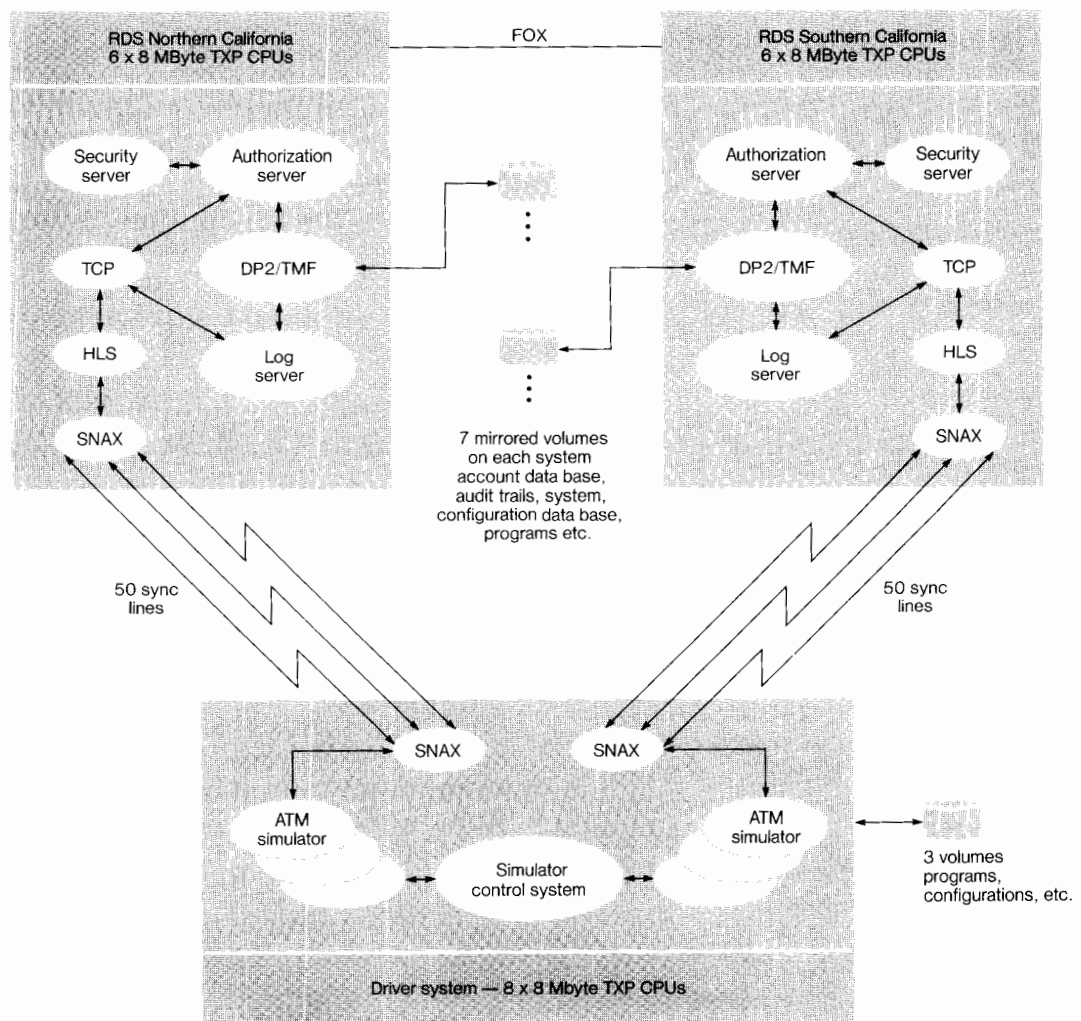 RDS Northern California
6 x 8 MByte TXP CPUs
FOX
RDS Southern California
6 x 8 MByte TXP CPUs
Security
server
Authorization
server
TCP
DP2/TMF
HLS
Log
server
SNAX
Authorization
server
Security
server
DP2/TMF
TCP
Log
server
HLS
SNAX
7 mirrored volumes
on each system
account data base,
audit trails, system,
configuration data base,
programs etc.
50 sync
lines
50 sync
lines
SNAX
SNAX
ATM
simulator
Simulator
control system
ATM
simulator
3 volumes
programs,
configurations, etc.
Driver system — 8 x 8 Mbyte TXP CPUs